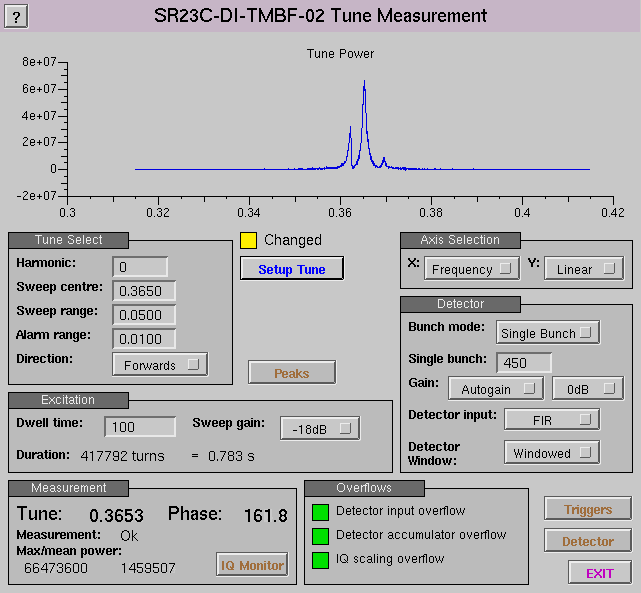 ?
SR23C-DI-TMBF-02 Tune Measurement
Tune Power
8e+07
6e+07
4e+07
2e+07
0
-2e+07
0.3 0.32 0.34 0.36 0.38 0.4 0.42
Tune Select
Harmonic: 0
Sweep centre: 0.3650
Sweep range: 0.0500
Alarm range: 0.0100
Direction: Forwards
Changed
Setup Tune
Peaks
Axis Selection
X: Frequency Y: Linear
Detector
Bunch mode: Single Bunch
Single bunch: 450
Gain: Autogain 0dB
Detector input: FIR
Detector
Window: Windowed
Excitation
Dwell time: 100 Sweep gain: -18dB
Duration: 417792 turns = 0.783 s
Measurement
Tune: 0.3653 Phase: 161.8
Measurement: Ok
Max/mean power:
66473600 1459507 IQ Monitor
Overflows
Detector input overflow
Detector accumulator overflow
IQ scaling overflow
Triggers
Detector
EXIT